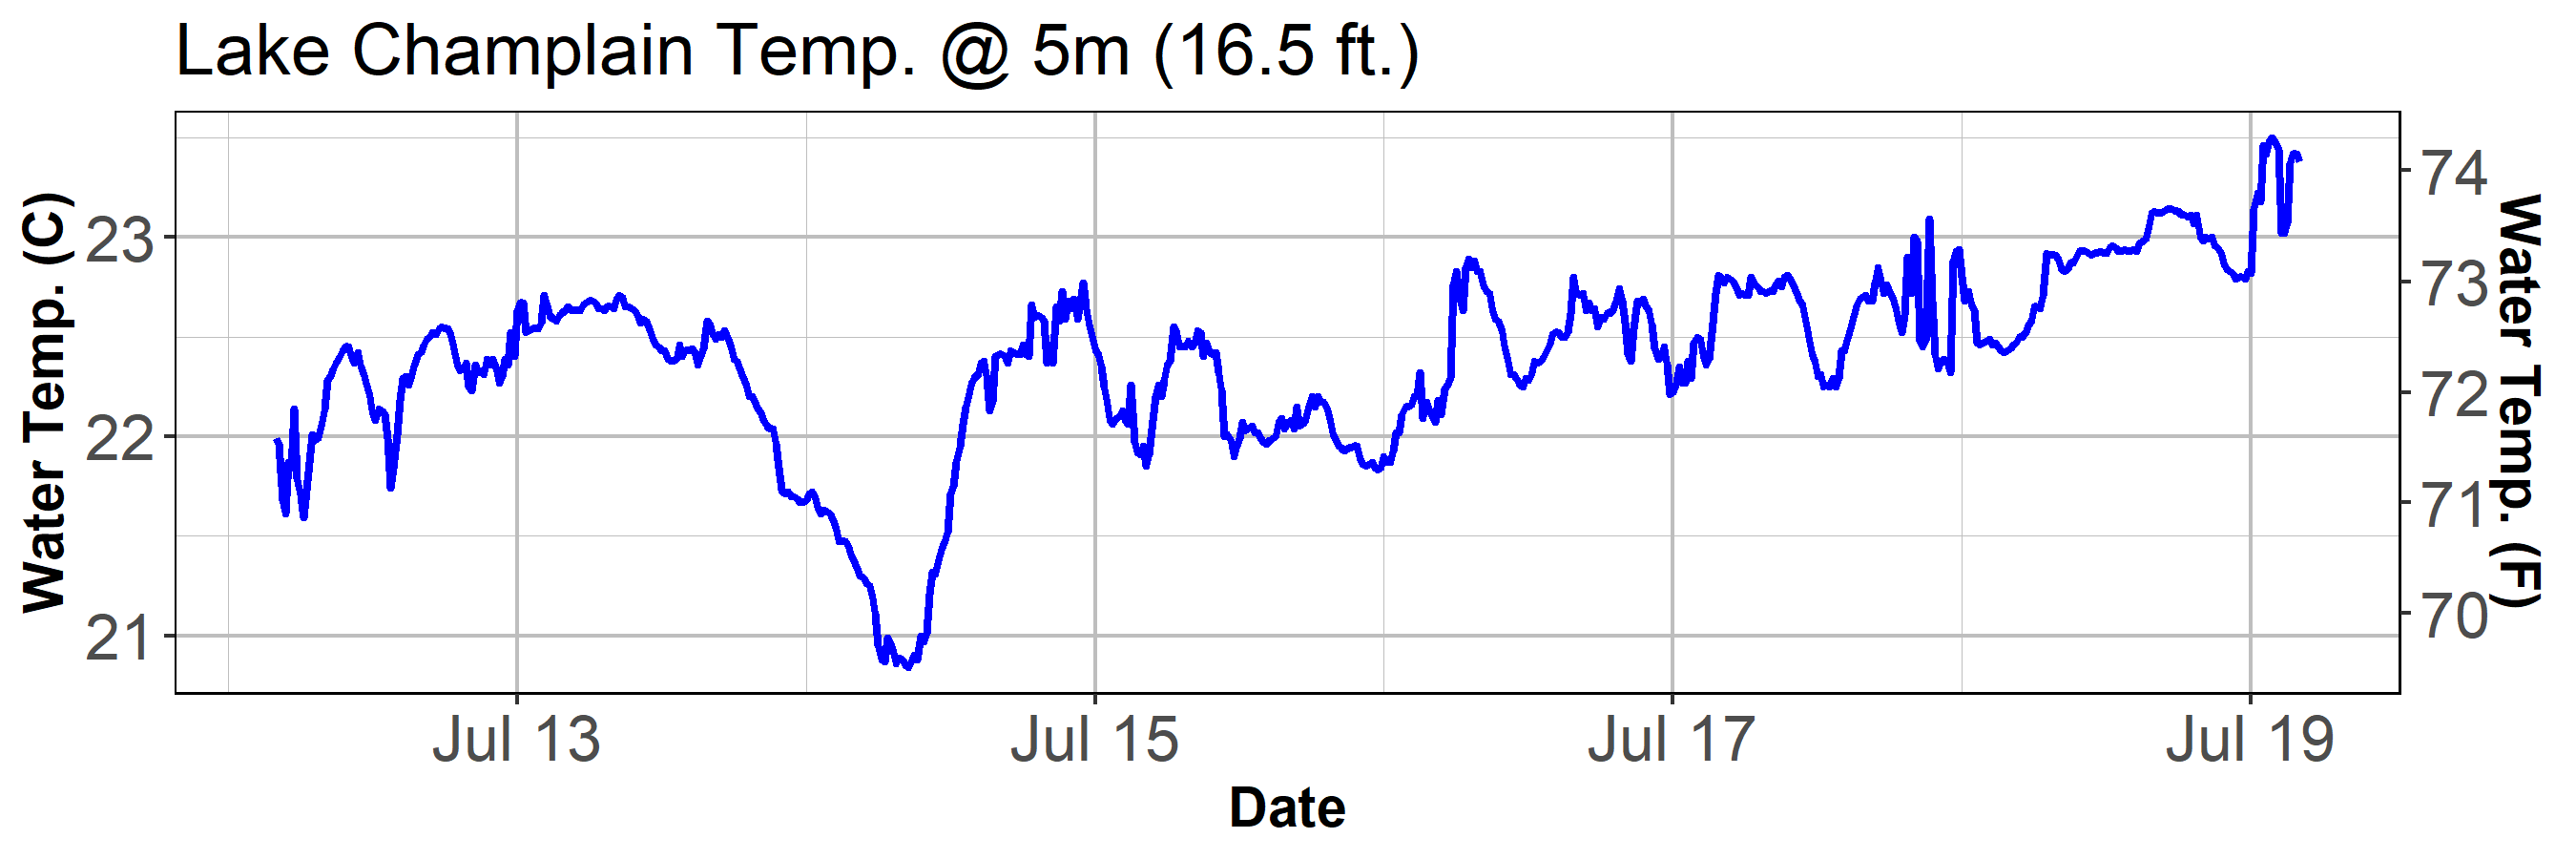 Lake Champlain Temp. @ 5m (16.5 ft.)
Water Temp. (C)
23
22
21
74
73
72
71
70
Water Temp. (F)
Jul 13
Jul 15
Jul 17
Jul 19
Date